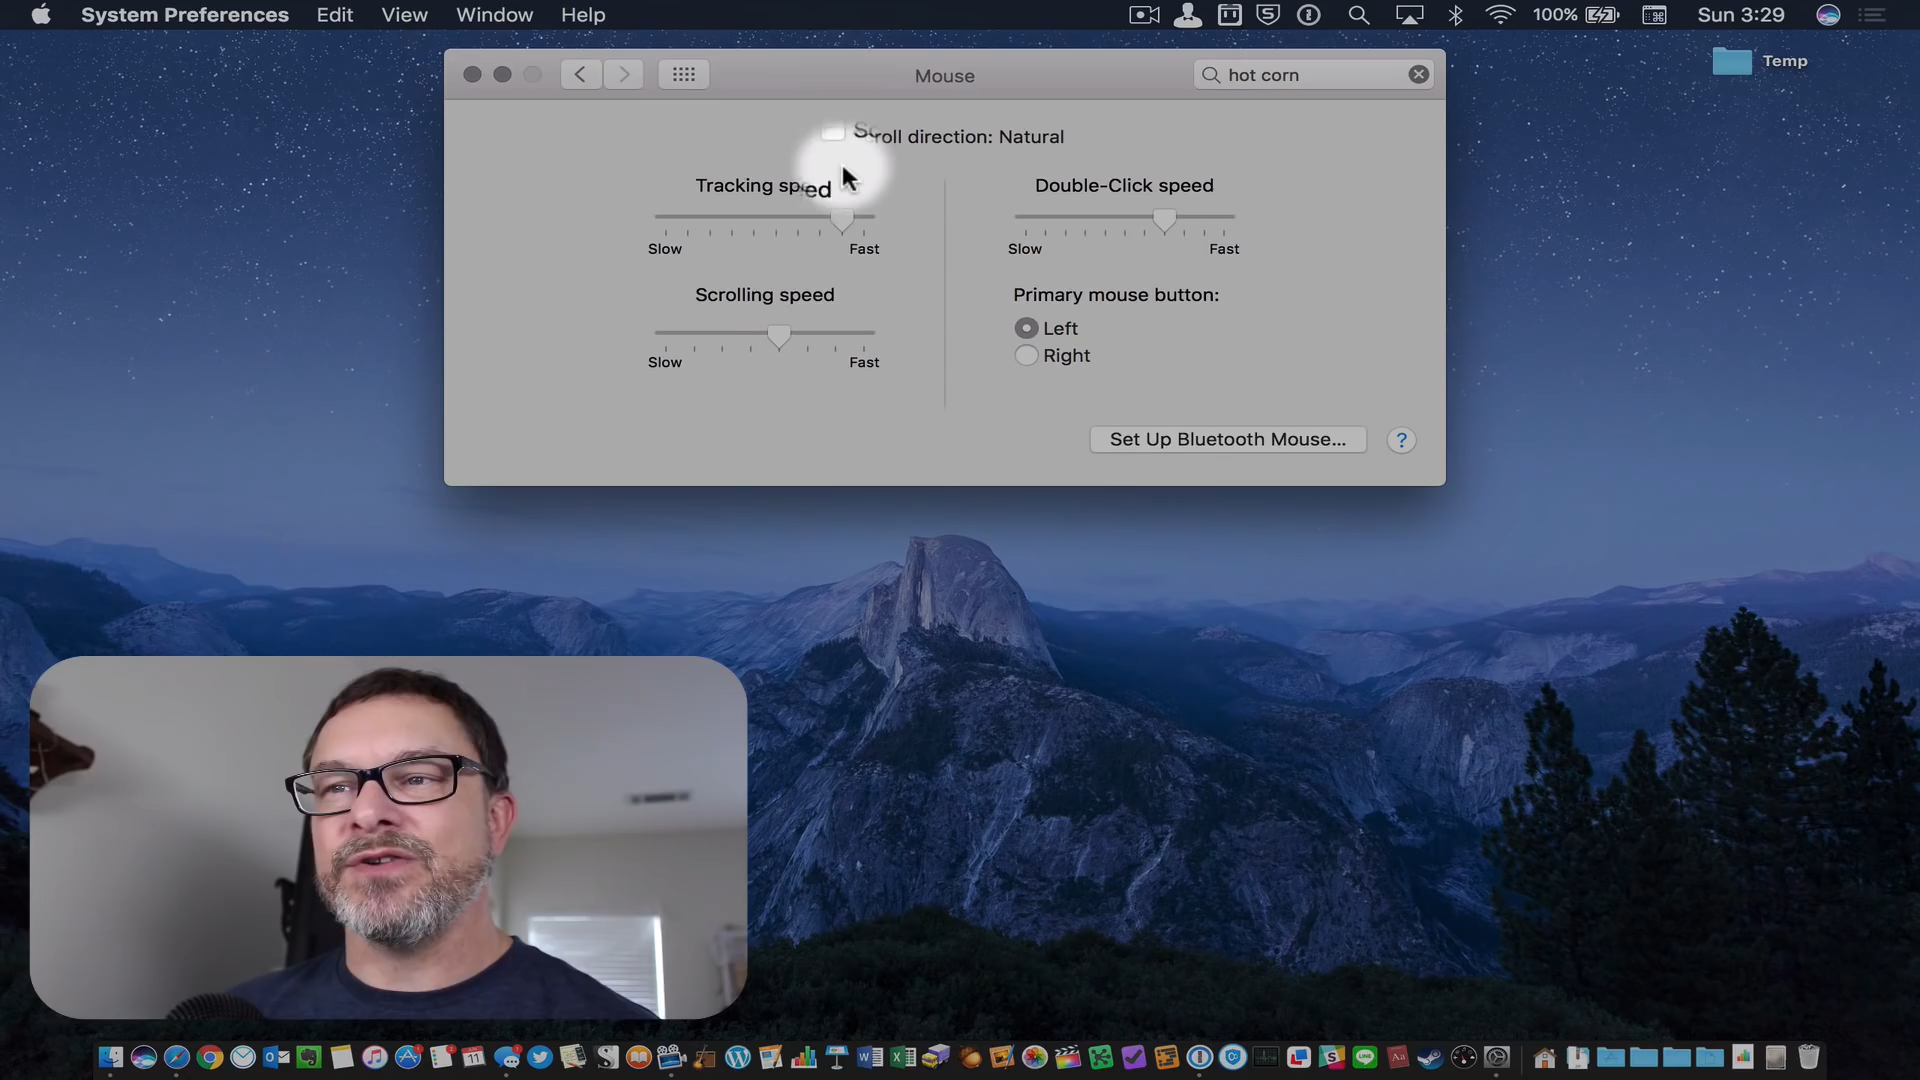 System Preferences Edit View Window Help 100% Sun 3:29
Temp
Mouse
hot corn
Scroll direction: Natural
Tracking speed
Slow Fast
Double-Click speed
Slow Fast
Scrolling speed
Slow Fast
Primary mouse button:
Left
Right
Set Up Bluetooth Mouse...
?